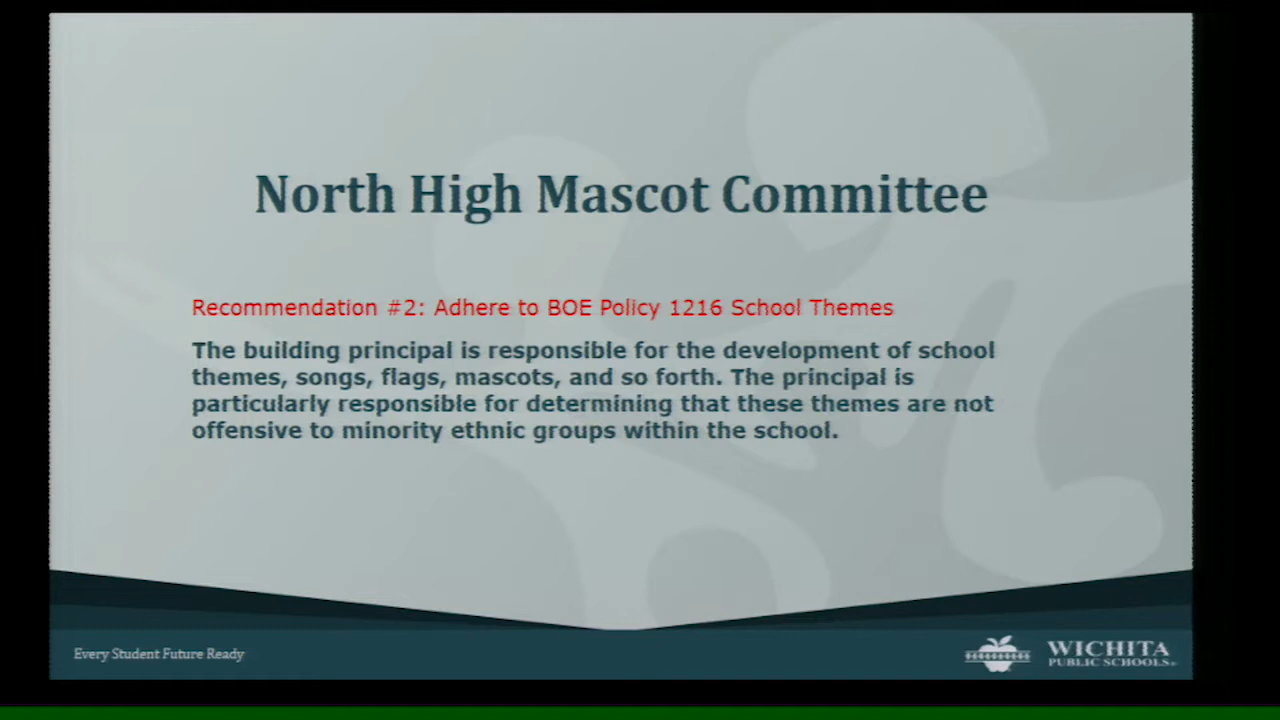 North High Mascot Committee
Recommendation #2: Adhere to BOE Policy 1216 School Themes
The building principal is responsible for the development of school
themes, songs, flags, mascots, and so forth. The principal is
particularly responsible for determining that these themes are not
offensive to minority ethnic groups within the school.
Every Student Future Ready
WICHITA
PUBLIC SCHOOLS